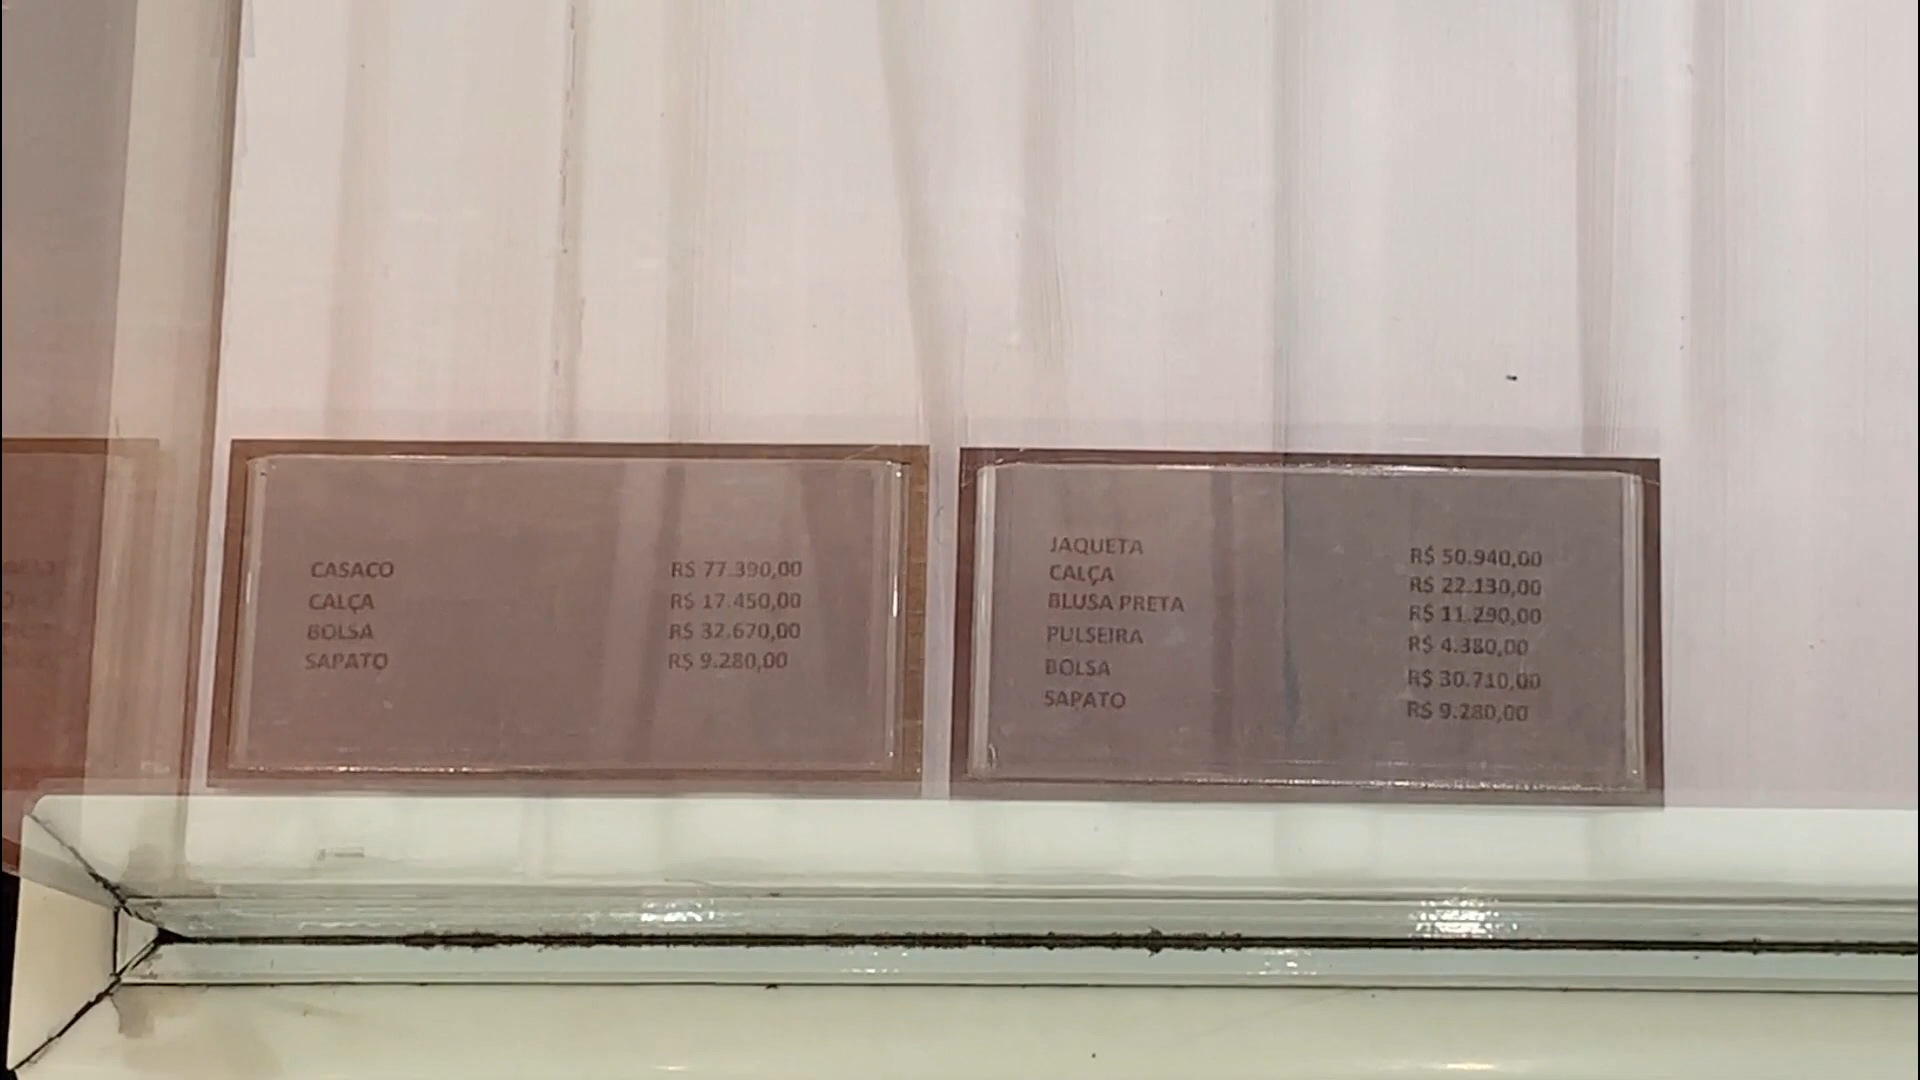 CASACO R$ 77.390,00
CALÇA R$ 17.450,00
BOLSA R$ 32.670,00
SAPATO R$ 9.280,00
JAQUETA R$ 50.940,00
CALÇA R$ 22.130,00
BLUSA PRETA R$ 11.290,00
PULSEIRA R$ 4.380,00
BOLSA R$ 30.710,00
SAPATO R$ 9.280,00